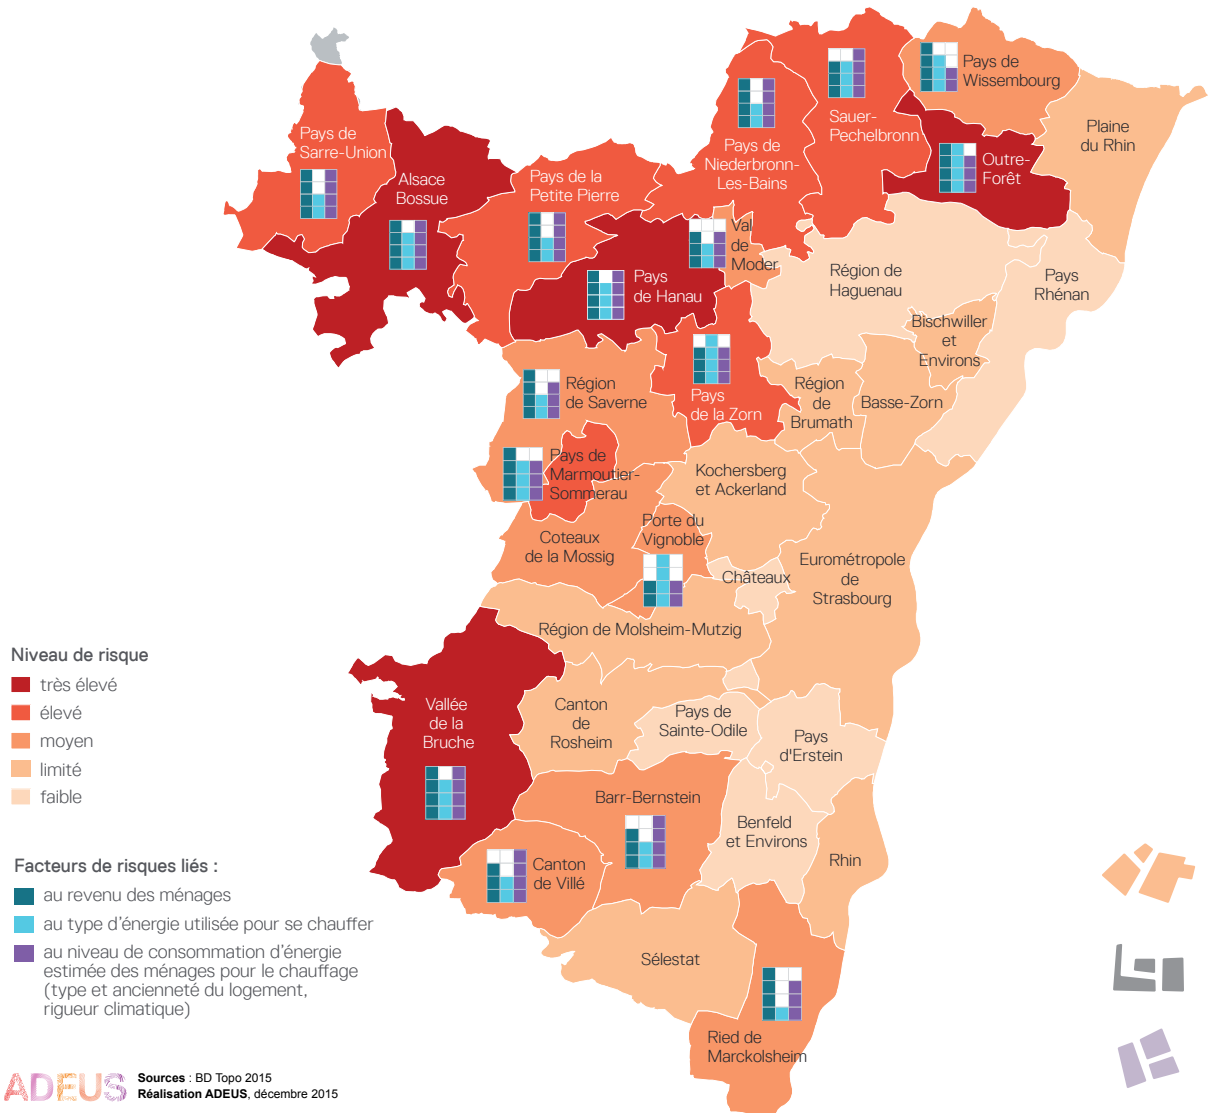 Pays de
Wissembourg
Plaine
du Rhin
Sauer-
Pechelbronn
Pays de
Sarre-Union
Pays de
Niederbronn-
Les-Bains
Outre-
Forêt
Alsace
Bossue
Pays de la
Petite Pierre
Val
de
Moder
Pays
de Hanau
Région de
Haguenau
Pays
Rhénan
Bischwiller
et
Environs
Région
de Saverne
Pays
de la Zorn
Région
de
Brumath
Basse-Zorn
Pays de
Marmoutier-
Sommerau
Kochersberg
et Ackerland
Coteaux
de la Mossig
Porte du
Vignoble
Châteaux
Eurométropole
de
Strasbourg
Région de Molsheim-Mutzig
Vallée
de la
Bruche
Canton
de
Rosheim
Pays de
Sainte-Odile
Pays
d'Erstein
Barr-Bernstein
Benfeld
et Environs
Rhin
Canton
de Villé
Sélestat
Ried de
Marckolsheim
Niveau de risque
très élevé
élevé
moyen
limité
faible
Facteurs de risques liés :
au revenu des ménages
au type d'énergie utilisée pour se chauffer
au niveau de consommation d'énergie
estimée des ménages pour le chauffage
(type et ancienneté du logement,
rigueur climatique)
ADEUS
Sources : BD Topo 2015
Réalisation ADEUS, décembre 2015